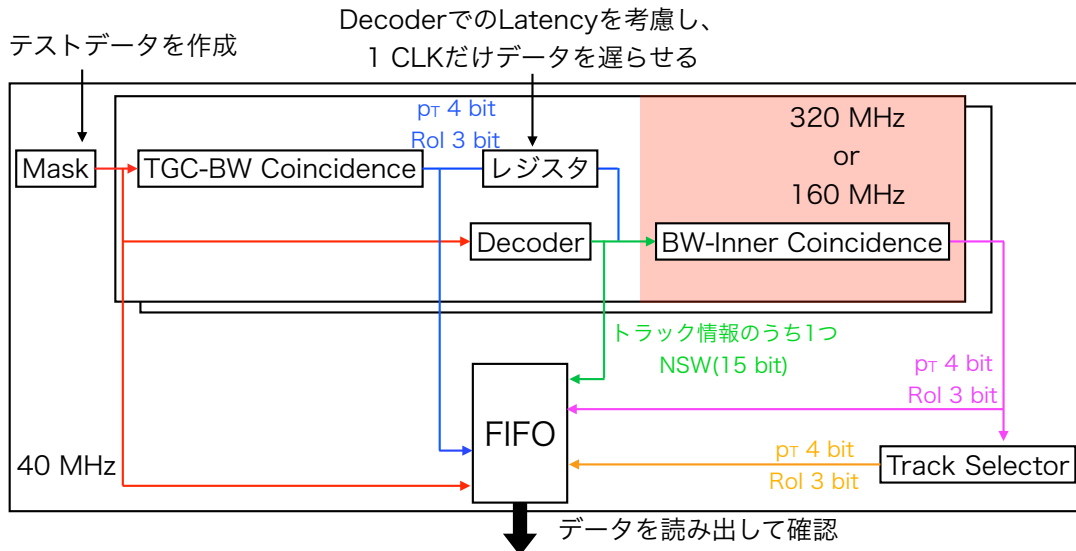 DecoderでのLatencyを考慮し、
1 CLKだけデータを遅らせる
テストデータを作成
pT 4 bit
RoI 3 bit
320 MHz
or
160 MHz
Mask
TGC-BW Coincidence
レジスタ
Decoder
BW-Inner Coincidence
トラック情報のうち1つ
NSW(15 bit)
pT 4 bit
RoI 3 bit
FIFO
40 MHz
pT 4 bit
RoI 3 bit
Track Selector
データを読み出して確認